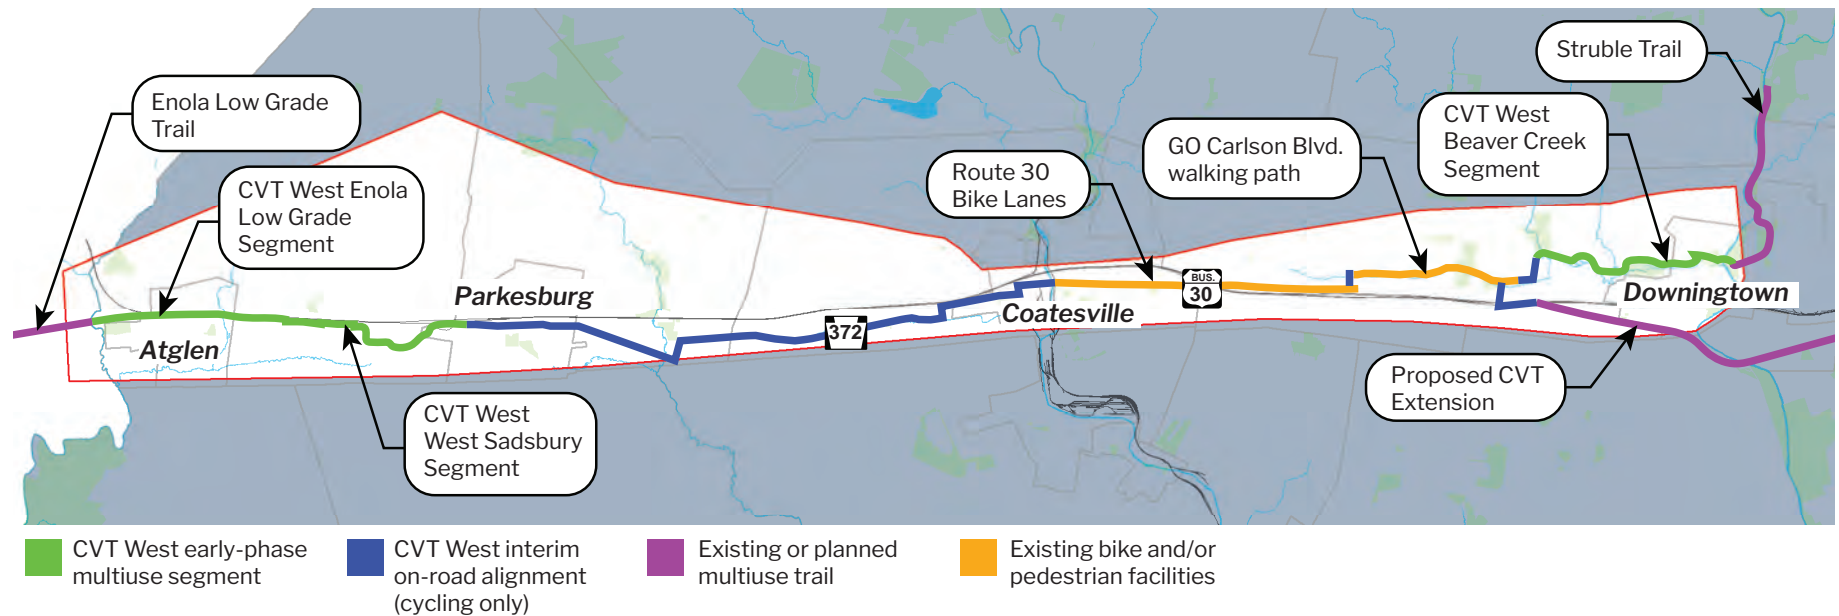 Struble Trail
Enola Low Grade
Trail
CVT West
Beaver Creek
Segment
GO Carlson Blvd.
walking path
Route 30
Bike Lanes
CVT West Enola
Low Grade
Segment
BUS.
30
Parkesburg
Downingtown
Coatesville
372
Atglen
Proposed CVT
Extension
CVT West
West Sadsbury
Segment
CVT West early-phase
multiuse segment
CVT West interim
on-road alignment
(cycling only)
Existing or planned
multiuse trail
Existing bike and/or
pedestrian facilities